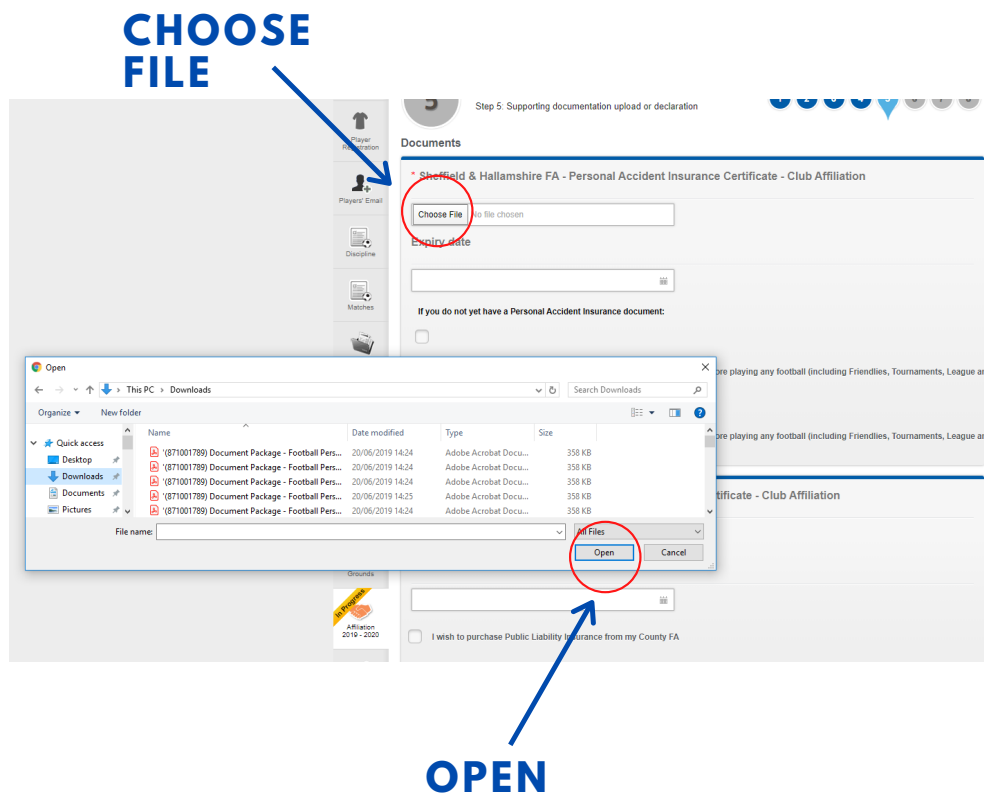 CHOOSE
FILE
Step 5: Supporting documentation upload or declaration
Player
Registration
Documents
* Sheffield & Hallamshire FA - Personal Accident Insurance Certificate - Club Affiliation
Players' Email
Choose File No file chosen
Expiry date
Discipline
Matches
If you do not yet have a Personal Accident Insurance document:
Open
ore playing any football (including Friendlies, Tournaments, League a
This PC > Downloads
Search Downloads
Organize New folder
Name Date modified Type Size
Quick access
Desktop
Downloads
Documents
Pictures
'(871001789) Document Package - Football Pers... 20/06/2019 14:24 Adobe Acrobat Docu... 358 KB
'(871001789) Document Package - Football Pers... 20/06/2019 14:24 Adobe Acrobat Docu... 358 KB
'(871001789) Document Package - Football Pers... 20/06/2019 14:24 Adobe Acrobat Docu... 358 KB
'(871001789) Document Package - Football Pers... 20/06/2019 14:25 Adobe Acrobat Docu... 358 KB
'(871001789) Document Package - Football Pers... 20/06/2019 14:24 Adobe Acrobat Docu... 358 KB
ore playing any football (including Friendlies, Tournaments, League a
tificate - Club Affiliation
File name: All Files
Open Cancel
Grounds
In Progress
Affiliation
2019 - 2020
I wish to purchase Public Liability Insurance from my County FA
OPEN